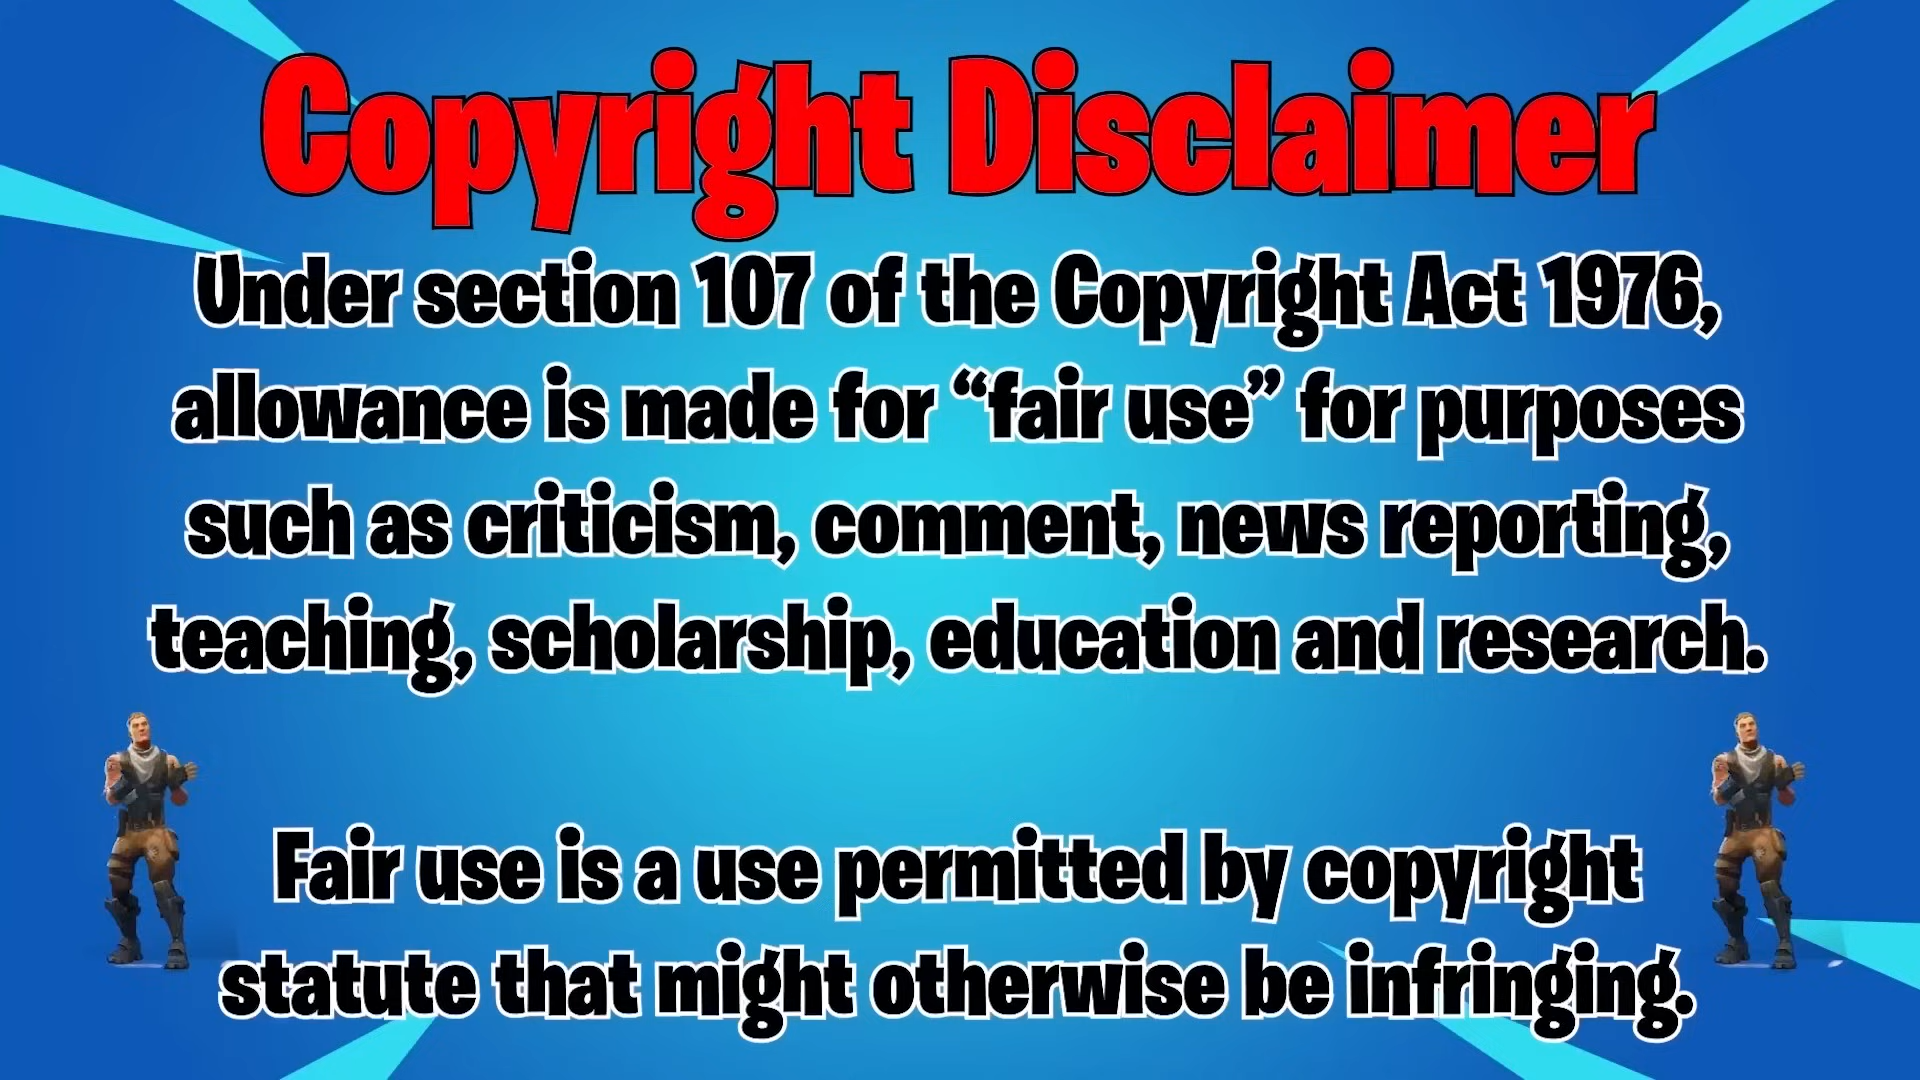 Copyright Disclaimer
Under section 107 of the Copyright Act 1976,
allowance is made for “fair use” for purposes
such as criticism, comment, news reporting,
teaching, scholarship, education and research.
Fair use is a use permitted by copyright
statute that might otherwise be infringing.